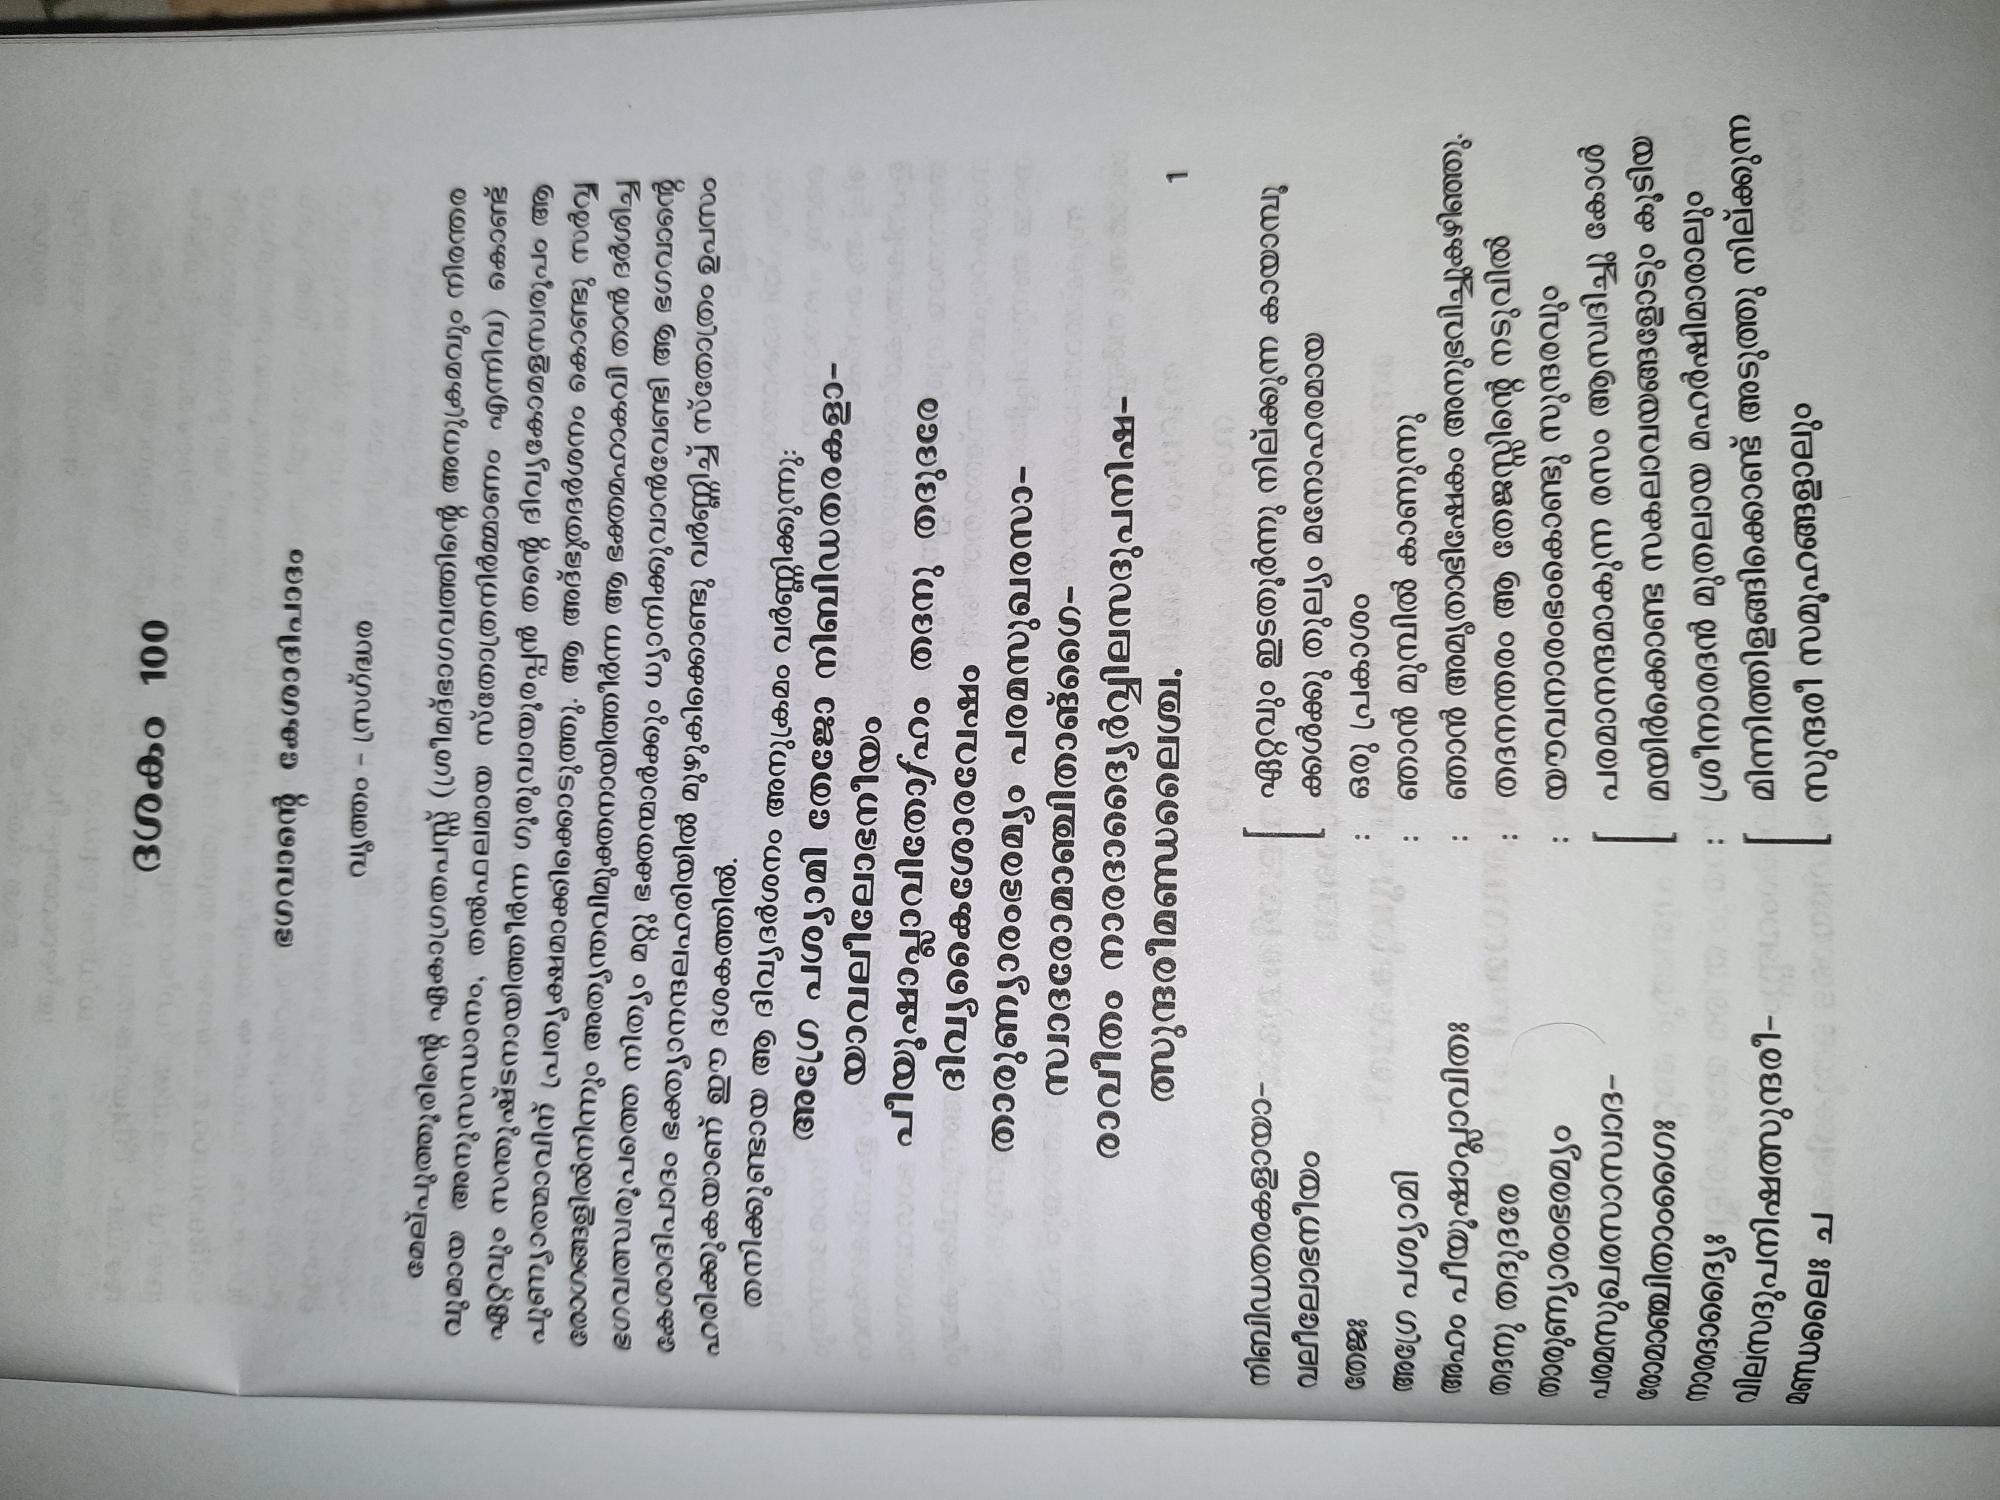 ദശകം 100
ഭഗവാന്റെ കേശാദിപാദം
വൃത്തം - സ്രഗ്ദ്ധര
മേല്പുത്തൂരിന്റെ ഏകാഗ്രതപസ്സ് (ശ്രീമദ്ഭാഗവത്തിന്റെ അനുക്രമവും നിരന്തര
വുമായ അനുസന്ധാനം, തൽഫലമായ സ്തോത്രനിർമ്മാണം എന്നിവ) കൊണ്ട്
ഏറ്റവും സന്തുഷ്ടനായിത്തീർന്ന ഗുരുവായൂരപ്പൻ തന്റെ ദിവ്യകോമളസ്വരൂപം ആ
പുണ്യാത്മാവിന് പ്രത്യക്ഷമാക്കിക്കൊടുത്തു. ആ അദ്ഭുതദർശനം കൊണ്ടു സർവ്വ
രോഗങ്ങളിൽനിന്നും അത്യന്തവിമുക്തനായിത്തീർന്ന ആ ഭക്തമഹാകവി താൻ ദർശിച്ച
ഭഗവത്സ്വരൂപത്തെ നിത്യം മറ്റു ഭക്തന്മാർക്കും ധ്യാനിക്കുവാൻവേണ്ടി ആ ഭഗവാന്റെ
കേശാദിപാദം ഭക്ത്യാനന്ദലഹരിയിൽ മുഴുകിക്കൊണ്ടു വർണ്ണിച്ച് സ്തോത്രം ഉപസം
ഹരിക്കുകയാണ് ഈ ദശകത്തിൽ.
തനിക്കുണ്ടായ ആ ദിവ്യദർശനം അനുക്രമം വർണ്ണിക്കുന്നു:
അഗ്രേ പശ്യാമി തേജോ നിബിഡതരകളാ-
യാവലീലോഭനീയം
പീയൂഷാപ്ലാവിതോഽഹം തദനു തദുദരേ
ദിവ്യകൈശോരവേഷം
താരുണ്യാരംഭരമ്യം പരമസുഖരസാ-
സ്വാദരോമാഞ്ചിതാങ്ഗൈ-
രാവീതം നാരദാദ്യൈർവ്വിലസദുപനിഷ-
ത്സുന്ദരീമണ്ഡലൈശ്ച. 1
നിബിഡതരകളായാ- [ ഏറ്റവും ഇടതൂർന്നു നില്ക്കുന്ന കായാമ്പൂ
വലീലോഭനീയം ക്കൾക്കു തുല്യം മനോഹരമായ
തേജഃ : ഒരു പ്രകാശം
അഗ്രേ പശ്യാമി : ഞാൻ മുമ്പിൽ കാണുന്നു
അഹം പീയൂഷാപ്ലാവിതഃ : ഞാൻ അമൃതാഭിഷേകം അനുഭവിച്ചുകഴിഞ്ഞു.
തദനു തദുദരേ : തദനന്തരം ആ തേജസ്സിന്റെ നടുവിൽ
താരുണ്യാരംഭരമ്യം : യൗവനാരംഭംകൊണ്ടു സുന്ദരവും
പരമസുഖരസാസ്വാദ- [ പരമാനന്ദമാകുന്ന രസം ആസ്വദിച്ചു കോൾ
രോമാഞ്ചിതാംഗൈഃ മയിർക്കൊണ്ട സകലാവയങ്ങളോടും കൂടിയ
നാരദാദ്യൈഃ : ശ്രീനാരദൻ മുതലായ മഹർഷിമാരാലും
വിലസദുപനിഷത്സുന്ദരീ- [ മിന്നിത്തിളങ്ങിക്കൊണ്ട് അടുത്തു നില്ക്കുന്ന
മണ്ഡലൈഃ ച സുന്ദരീ സമൂഹങ്ങളാലും